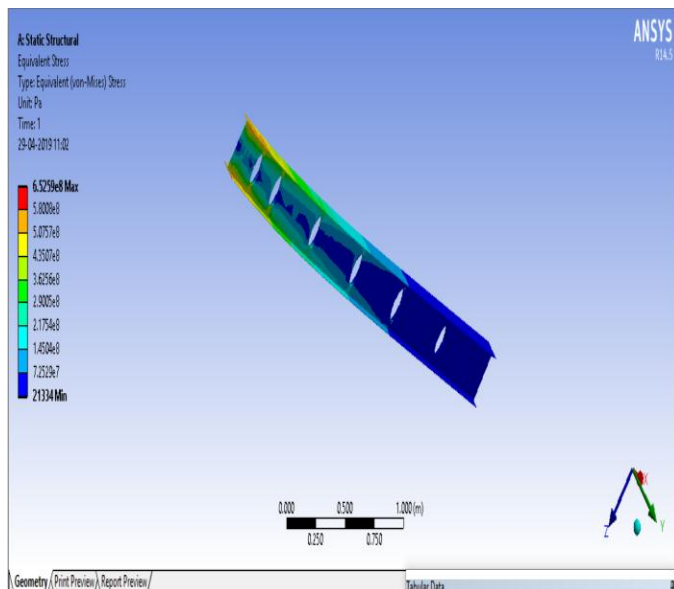 A: Static Structural
Equivalent Stress
Type: Equivalent (von-Mises) Stress
Unit: Pa
Time: 1
29-04-2019 11:02
6.5259e8 Max
5.8008e8
5.0757e8
4.3507e8
3.6256e8
2.9005e8
2.1754e8
1.4504e8
7.2529e7
21334 Min
ANSYS
R14.5
0.000 0.500 1.000 (m)
0.250 0.750
X
Y
Z
Geometry Print Preview Report Preview
Tabular Data